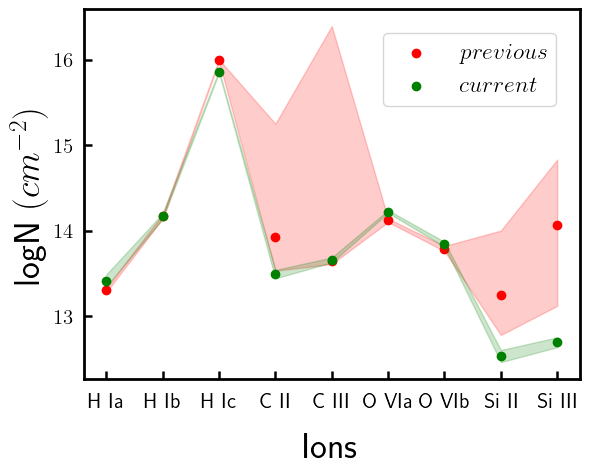 previous
current
16
15
14
13
logN (cm^{-2})
H Ia H Ib H Ic C II C III O VIa O VIb Si II Si III
Ions